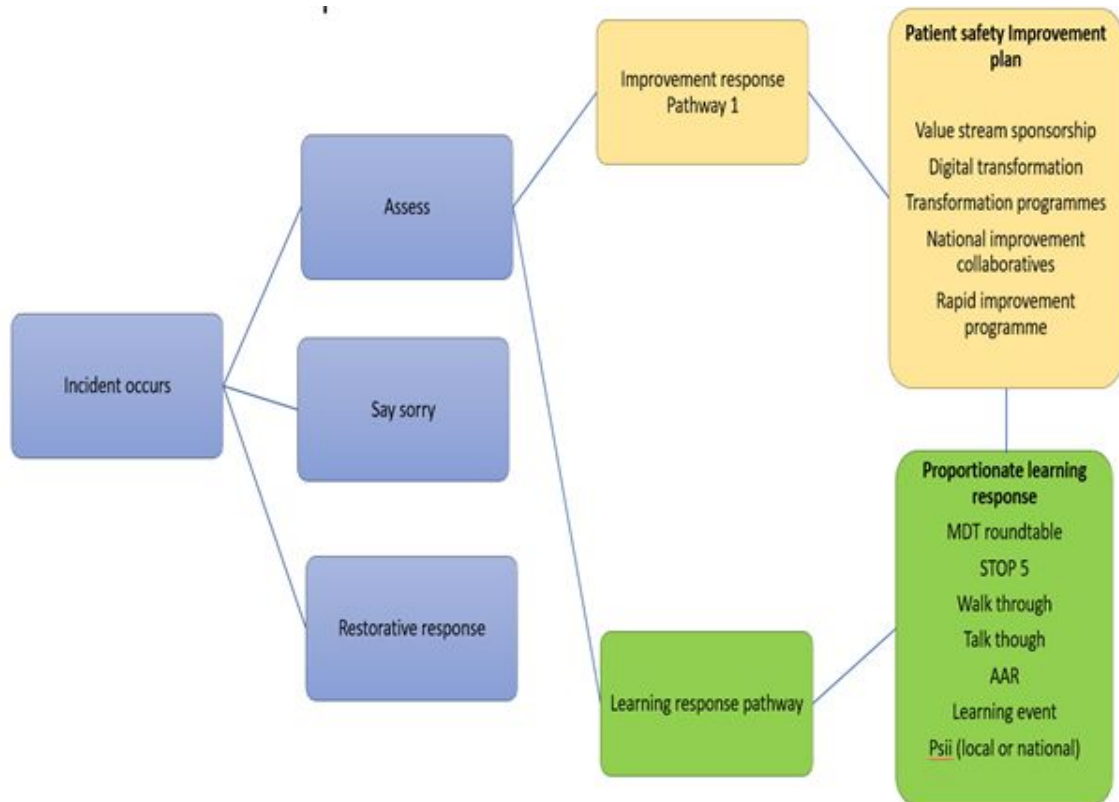 Incident occurs
Assess
Say sorry
Restorative response
Improvement response
Pathway 1
Learning response pathway
Patient safety Improvement
plan
Value stream sponsorship
Digital transformation
Transformation programmes
National improvement
collaboratives
Rapid improvement
programme
Proportionate learning
response
MDT roundtable
STOP 5
Walk through
Talk though
AAR
Learning event
Psii (local or national)